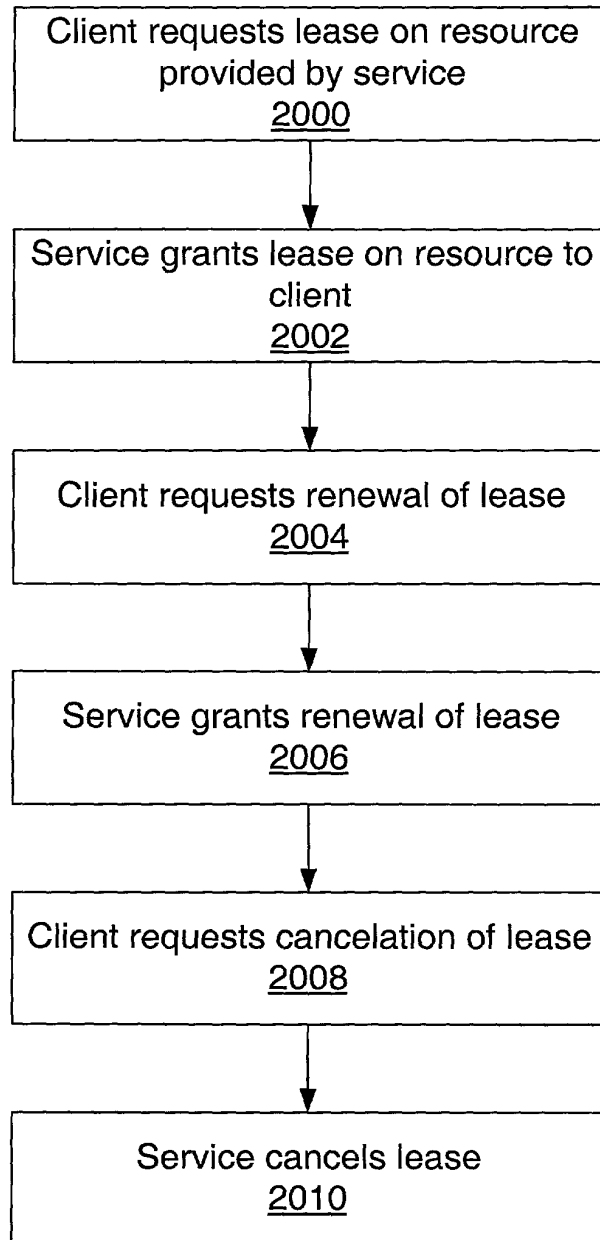 Client requests lease on resource
provided by service
2000
Service grants lease on resource to
client
2002
Client requests renewal of lease
2004
Service grants renewal of lease
2006
Client requests cancelation of lease
2008
Service cancels lease
2010